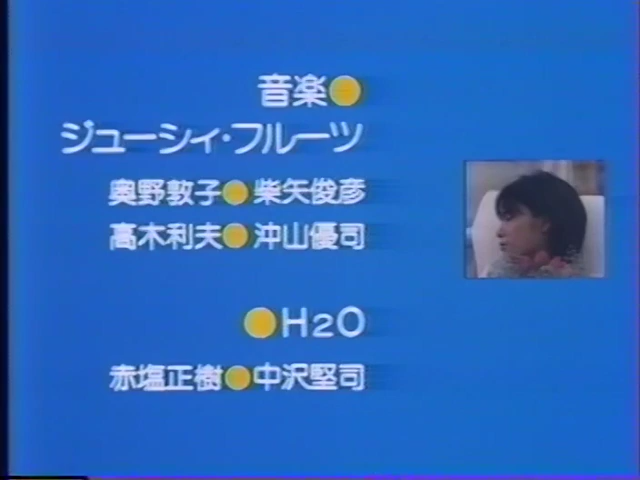 音楽●
ジューシィ・フルーツ
奥野敦子●柴矢俊彦
高木利夫●沖山優司
●H2O
赤塩正樹●中沢堅司